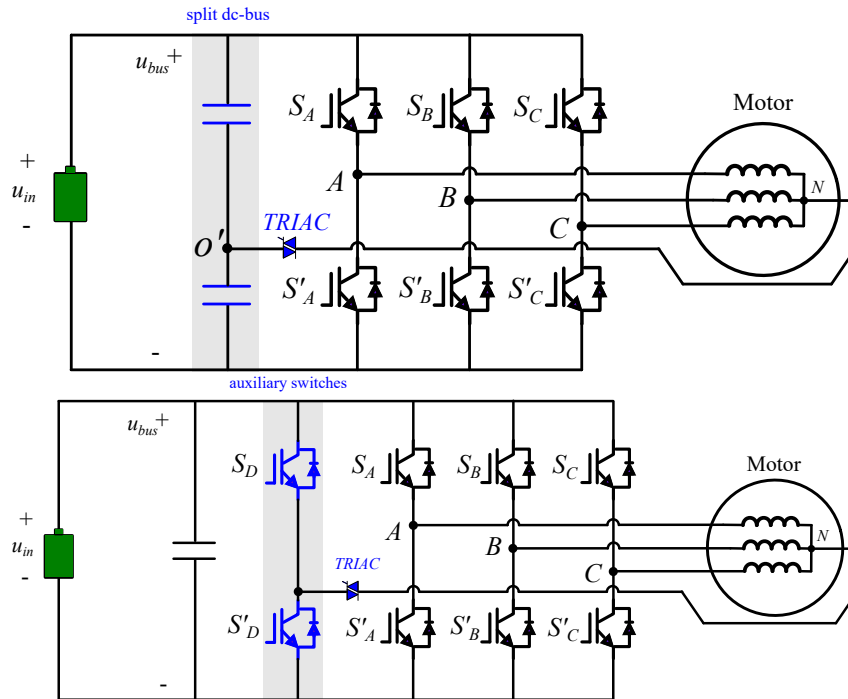 split dc-bus
u_bus +
S_A
S_B
S_C
Motor
+
u_in
-
A
B
C
N
TRIAC
O'
S'_A
S'_B
S'_C
-
auxiliary switches
u_bus +
S_D
S_A
S_B
S_C
Motor
+
u_in
-
A
B
C
N
TRIAC
S'_D
S'_A
S'_B
S'_C
-